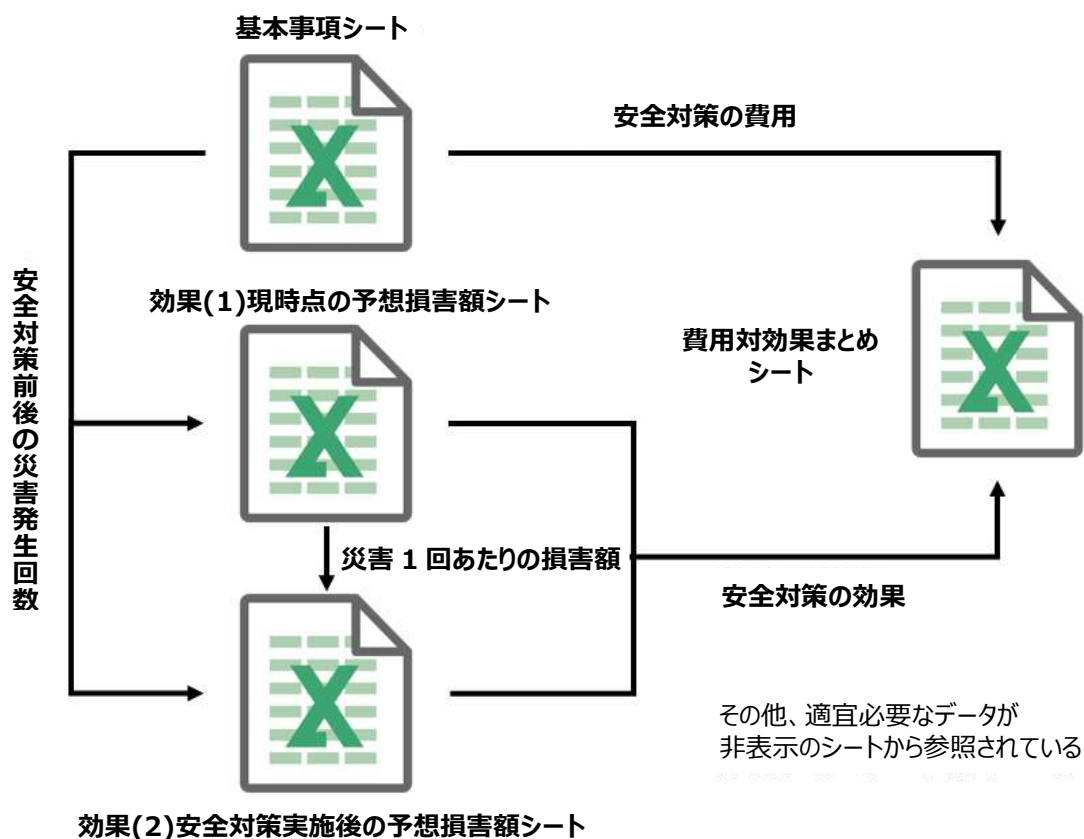 基本事項シート
安全対策の費用
安全対策前後の災害発生回数
効果(1)現時点の予想損害額シート
費用対効果まとめ
シート
災害 1 回あたりの損害額
安全対策の効果
その他、適宜必要なデータが
非表示のシートから参照されている
効果(2)安全対策実施後の予想損害額シート